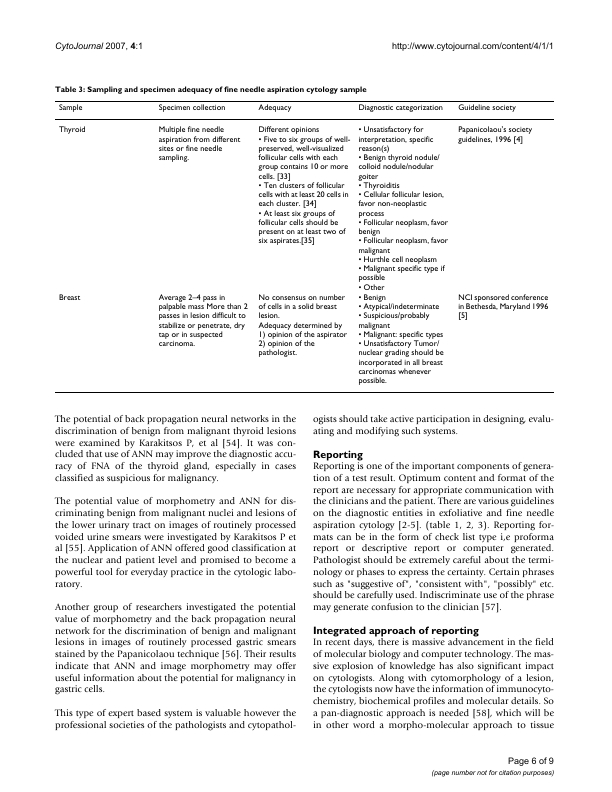 CytoJournal 2007, 4:1
http://www.cytojournal.com/content/4/1/1
Table 3: Sampling and specimen adequacy of fine needle aspiration cytology sample
Sample
Specimen collection
Adequacy
Diagnostic categorization
Guideline society
Thyroid
Multiple fine needle
aspiration from different
sites or fine needle
sampling.
Different opinions
• Five to six groups of well-
preserved, well-visualized
follicular cells with each
group contains 10 or more
cells. [33]
• Ten clusters of follicular
cells with at least 20 cells in
each cluster. [34]
• At least six groups of
follicular cells should be
present on at least two of
six aspirates.[35]
• Unsatisfactory for
interpretation, specific
reason(s)
• Benign thyroid nodule/
colloid nodule/nodular
goiter
• Thyroiditis
• Cellular follicular lesion,
favor non-neoplastic
process
• Follicular neoplasm, favor
benign
• Follicular neoplasm, favor
malignant
• Hurthle cell neoplasm
• Malignant specific type if
possible
• Other
Papanicolaou's society
guidelines, 1996 [4]
Breast
Average 2–4 pass in
palpable mass More than 2
passes in lesion difficult to
stabilize or penetrate, dry
tap or in suspected
carcinoma.
No consensus on number
of cells in a solid breast
lesion.
Adequacy determined by
1) opinion of the aspirator
2) opinion of the
pathologist.
• Benign
• Atypical/indeterminate
• Suspicious/probably
malignant
• Malignant: specific types
• Unsatisfactory Tumor/
nuclear grading should be
incorporated in all breast
carcinomas whenever
possible.
NCI sponsored conference
in Bethesda, Maryland 1996
[5]
The potential of back propagation neural networks in the
discrimination of benign from malignant thyroid lesions
were examined by Karakitsos P, et al [54]. It was con-
cluded that use of ANN may improve the diagnostic accu-
racy of FNA of the thyroid gland, especially in cases
classified as suspicious for malignancy.
The potential value of morphometry and ANN for dis-
criminating benign from malignant nuclei and lesions of
the lower urinary tract on images of routinely processed
voided urine smears were investigated by Karakitsos P et
al [55]. Application of ANN offered good classification at
the nuclear and patient level and promised to become a
powerful tool for everyday practice in the cytologic labo-
ratory.
Another group of researchers investigated the potential
value of morphometry and the back propagation neural
network for the discrimination of benign and malignant
lesions in images of routinely processed gastric smears
stained by the Papanicolaou technique [56]. Their results
indicate that ANN and image morphometry may offer
useful information about the potential for malignancy in
gastric cells.
This type of expert based system is valuable however the
professional societies of the pathologists and cytopathol-
ogists should take active participation in designing, evalu-
ating and modifying such systems.
Reporting
Reporting is one of the important components of genera-
tion of a test result. Optimum content and format of the
report are necessary for appropriate communication with
the clinicians and the patient. There are various guidelines
on the diagnostic entities in exfoliative and fine needle
aspiration cytology [2-5]. (table 1, 2, 3). Reporting for-
mats can be in the form of check list type i,e proforma
report or descriptive report or computer generated.
Pathologist should be extremely careful about the termi-
nology or phases to express the certainty. Certain phrases
such as "suggestive of", "consistent with", "possibly" etc.
should be carefully used. Indiscriminate use of the phrase
may generate confusion to the clinician [57].
Integrated approach of reporting
In recent days, there is massive advancement in the field
of molecular biology and computer technology. The mas-
sive explosion of knowledge has also significant impact
on cytologists. Along with cytomorphology of a lesion,
the cytologists now have the information of immunocyto-
chemistry, biochemical profiles and molecular details. So
a pan-diagnostic approach is needed [58], which will be
in other word a morpho-molecular approach to tissue
Page 6 of 9
(page number not for citation purposes)